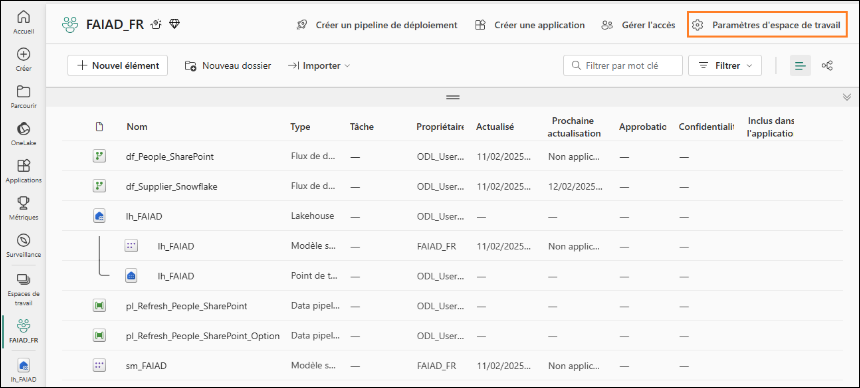 FAIAD_FR
Créer un pipeline de déploiement
Créer une application
Gérer l'accès
Paramètres d'espace de travail
Accueil
Créer
Parcourir
OneLake
Applications
Métriques
Surveillance
Espaces de
travail
FAIAD_FR
lh_FAIAD
Nouvel élément
Nouveau dossier
Importer
Filtrer par mot clé
Filtrer
Nom Type Tâche Propriétaire Actualisé Prochaine actualisation Approbatio Confidentialit Inclus dans l'applicatio
df_People_SharePoint Flux de d... — ODL_User... 11/02/2025... Non applic... — —
df_Supplier_Snowflake Flux de d... — ODL_User... 11/02/2025... 12/02/2025... — —
lh_FAIAD Lakehouse — ODL_User... — — — —
lh_FAIAD Modèle s... — FAIAD_FR 11/02/2025... Non applic... — —
lh_FAIAD Point de t... — ODL_User... — — — —
pl_Refresh_People_SharePoint Data pipel... — ODL_User... — — — —
pl_Refresh_People_SharePoint_Option Data pipel... — ODL_User... — — — —
sm_FAIAD Modèle s... — FAIAD_FR 11/02/2025... Non applic... — —